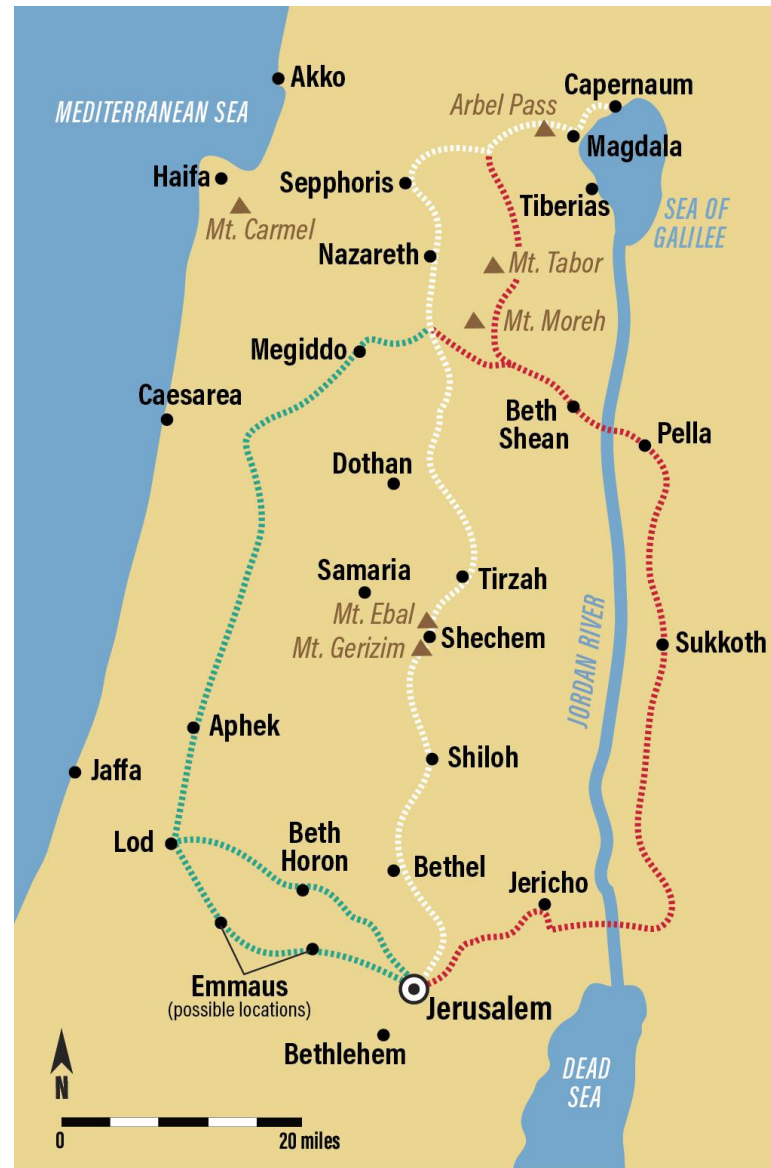 Akko
MEDITERRANEAN SEA
Capernaum
Arbel Pass
Magdala
Haifa
Sepphoris
Tiberias
Mt. Carmel
SEA OF
GALILEE
Nazareth
Mt. Tabor
Mt. Moreh
Megiddo
Caesarea
Beth
Shean
Pella
Dothan
Samaria
Tirzah
Mt. Ebal
Shechem
Mt. Gerizim
JORDAN RIVER
Sukkoth
Aphek
Shiloh
Jaffa
Lod
Beth
Horon
Bethel
Jericho
Emmaus
(possible locations)
Jerusalem
Bethlehem
DEAD
SEA
N
0 20 miles